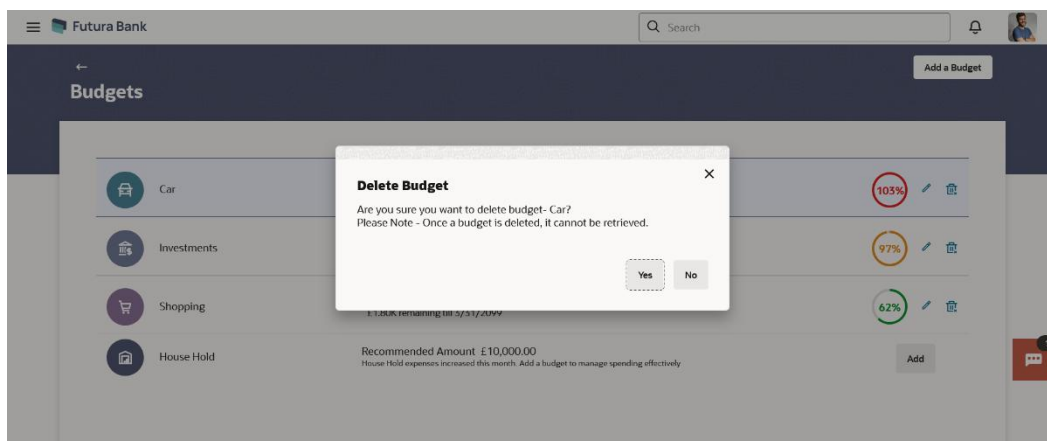 Futura Bank
Search
Add a Budget
Budgets
Delete Budget
Are you sure you want to delete budget- Car?
Please Note - Once a budget is deleted, it cannot be retrieved.
Yes No
Car 103%
Investments 97%
Shopping 62%
£1.80K remaining till 3/31/2099
House Hold
Recommended Amount £10,000.00
House Hold expenses increased this month. Add a budget to manage spending effectively
Add